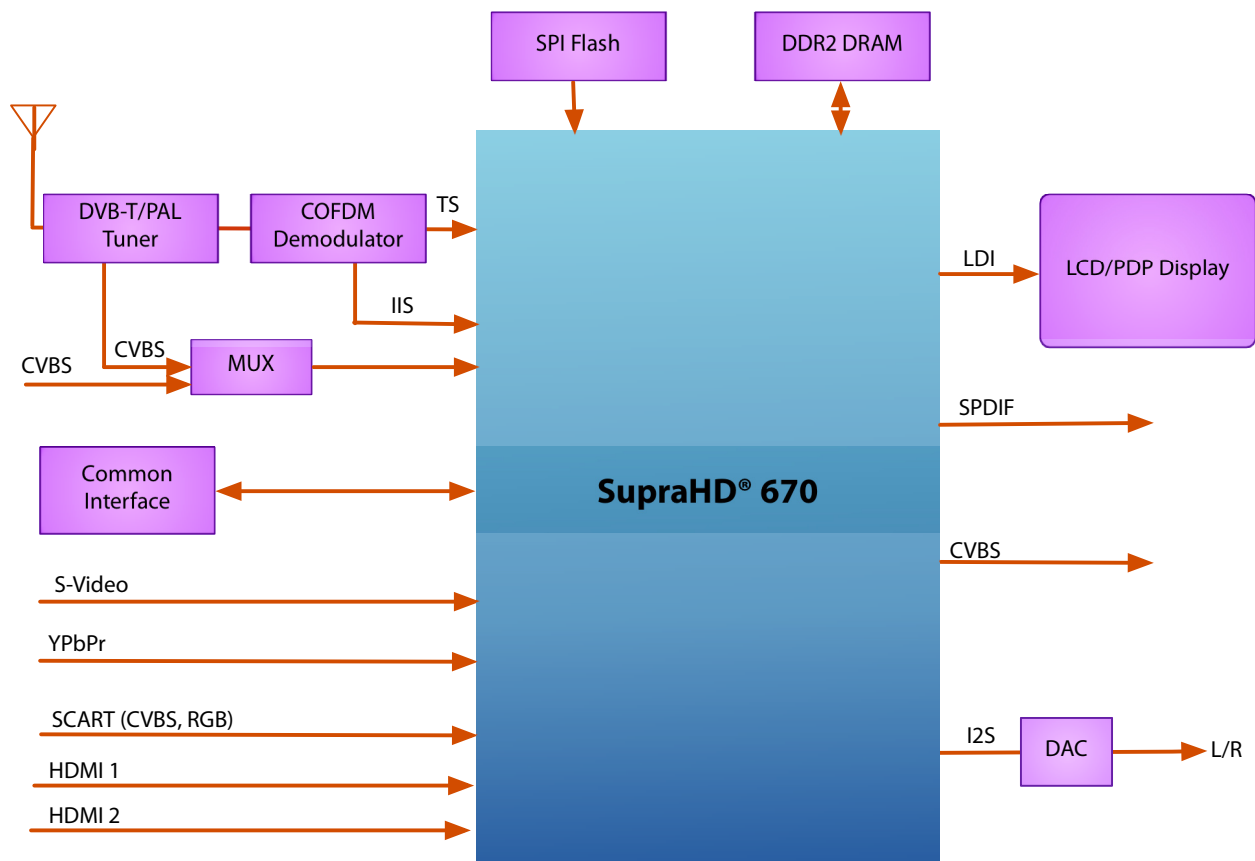 SPI Flash
DDR2 DRAM
DVB-T/PAL
Tuner
COFDM
Demodulator
TS
IIS
CVBS
CVBS
MUX
LDI
LCD/PDP Display
SPDIF
Common
Interface
SupraHD® 670
CVBS
S-Video
YPbPr
SCART (CVBS, RGB)
I2S
DAC
L/R
HDMI 1
HDMI 2